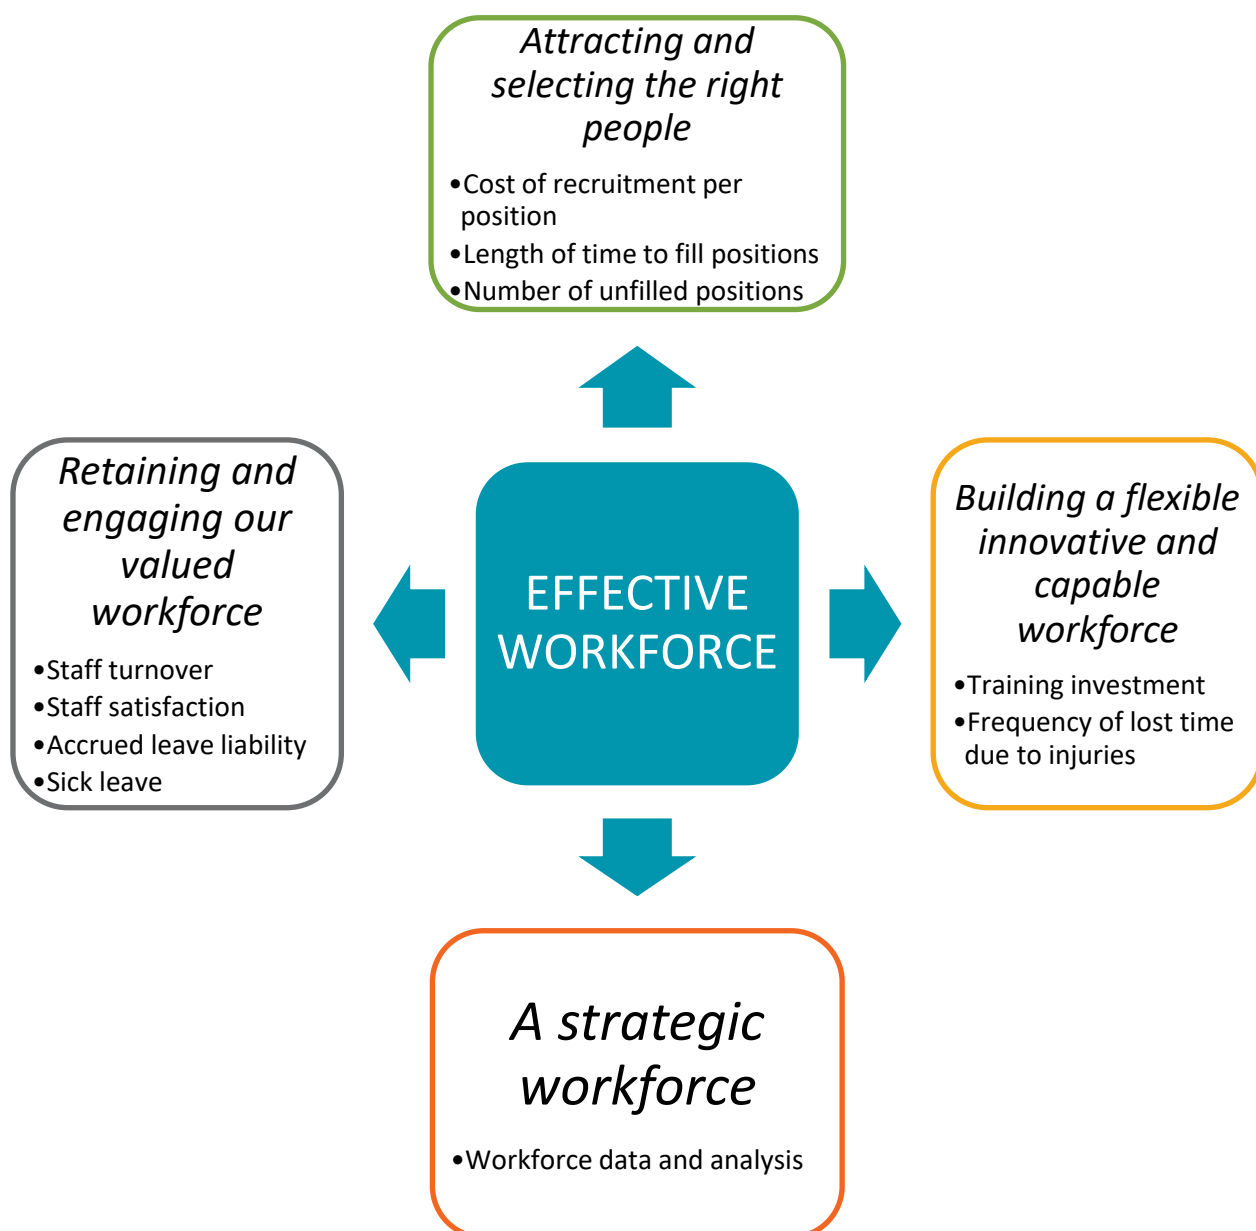 Attracting and
selecting the right
people
•Cost of recruitment per
position
•Length of time to fill positions
•Number of unfilled positions
Retaining and
engaging our
valued
workforce
•Staff turnover
•Staff satisfaction
•Accrued leave liability
•Sick leave
EFFECTIVE
WORKFORCE
Building a flexible
innovative and
capable
workforce
•Training investment
•Frequency of lost time
due to injuries
A strategic
workforce
•Workforce data and analysis